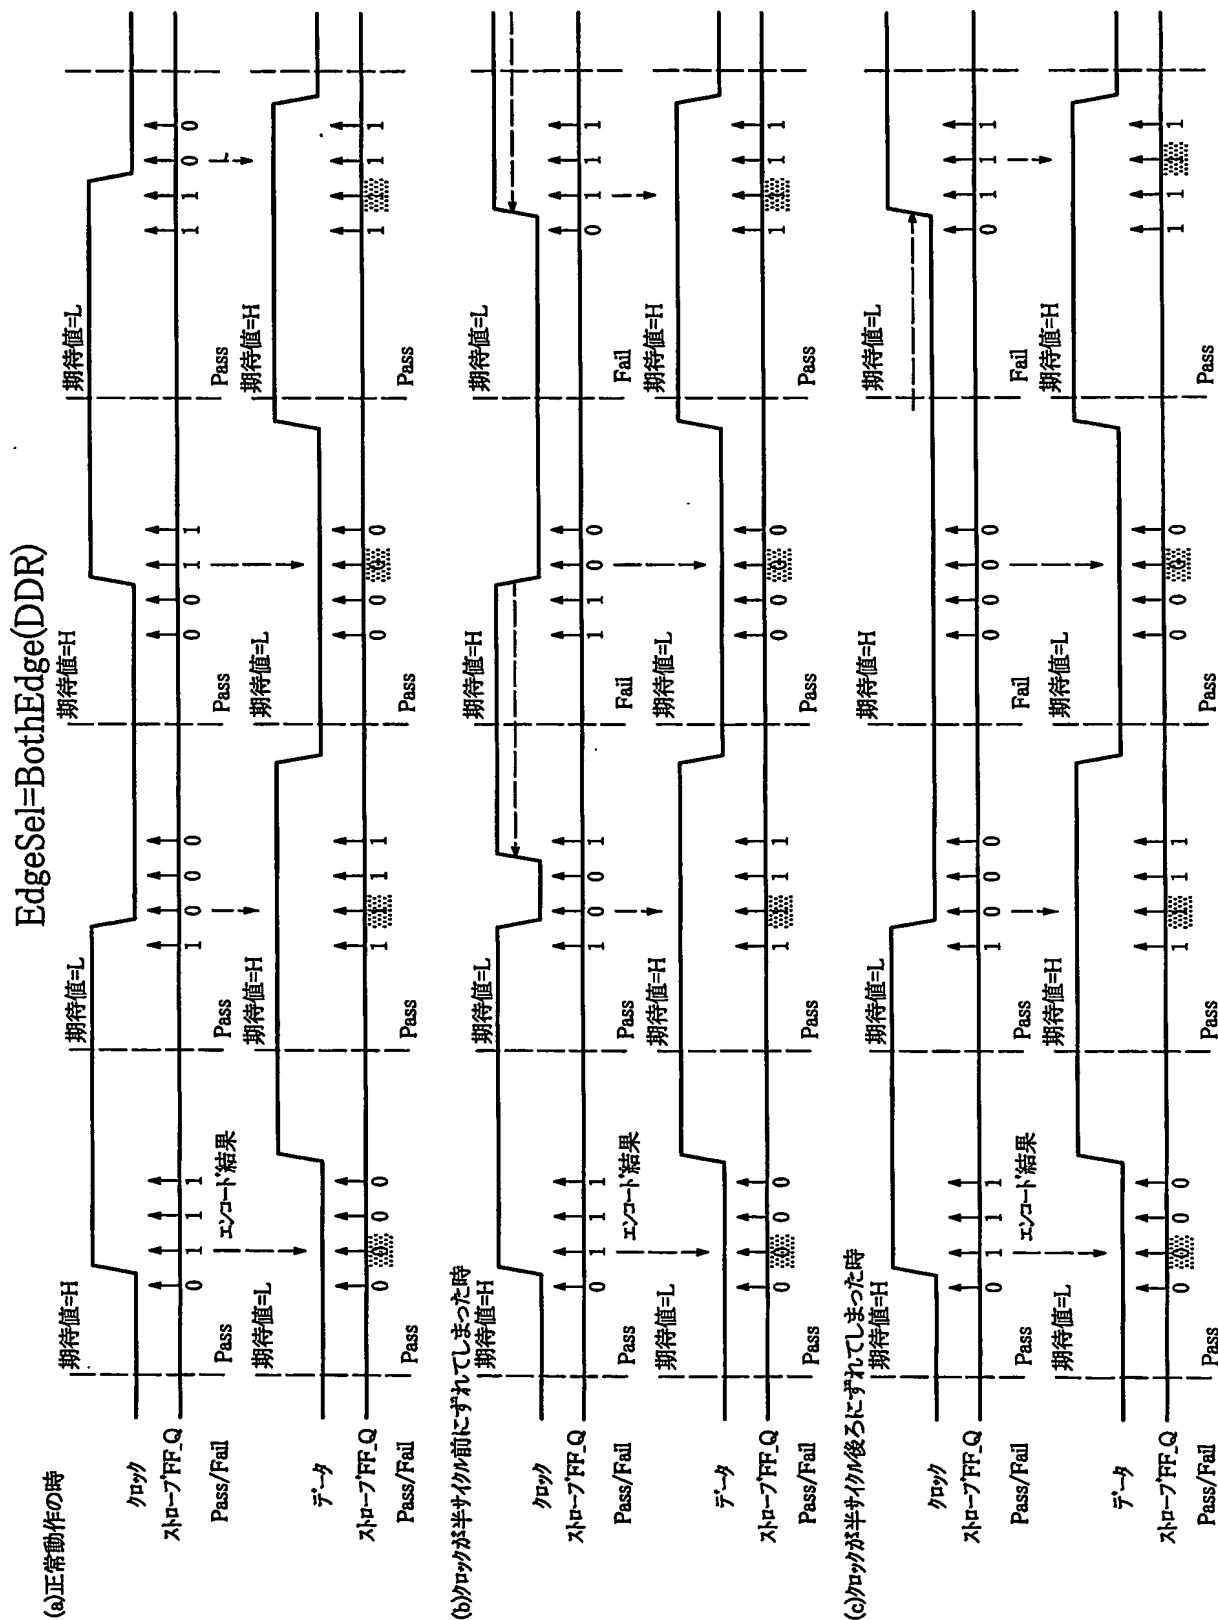 EdgeSel=BothEdge(DDR)
(a)正常動作の時
期待値=H 期待値=L 期待値=H 期待値=L
クロック
ストローブFF_Q 0 1 1 1 1 0 0 0 0 0 1 1 1 1 0 0
Pass/Fail Pass エンコード結果 Pass Pass Pass
期待値=L 期待値=H 期待値=L 期待値=H
データ
ストローブFF_Q 0 0 0 0 1 1 1 1 0 0 0 0 1 1 1 1
Pass/Fail Pass Pass Pass Pass
(b)クロックが半サイクル前にずれてしまった時
期待値=H 期待値=L 期待値=H 期待値=L
クロック
ストローブFF_Q 0 1 1 1 1 0 0 1 1 1 0 0 0 1 1 1
Pass/Fail Pass エンコード結果 Pass Fail Fail
期待値=L 期待値=H 期待値=L 期待値=H
データ
ストローブFF_Q 0 0 0 0 1 1 1 1 0 0 0 0 1 1 1 1
Pass/Fail Pass Pass Pass Pass
(c)クロックが半サイクル後ろにずれてしまった時
期待値=H 期待値=L 期待値=H 期待値=L
クロック
ストローブFF_Q 0 1 1 1 1 0 0 0 0 0 0 0 0 1 1 1
Pass/Fail Pass エンコード結果 Pass Fail Fail
期待値=L 期待値=H 期待値=L 期待値=H
データ
ストローブFF_Q 0 0 0 0 1 1 1 1 0 0 0 0 1 1 1 1
Pass/Fail Pass Pass Pass Pass